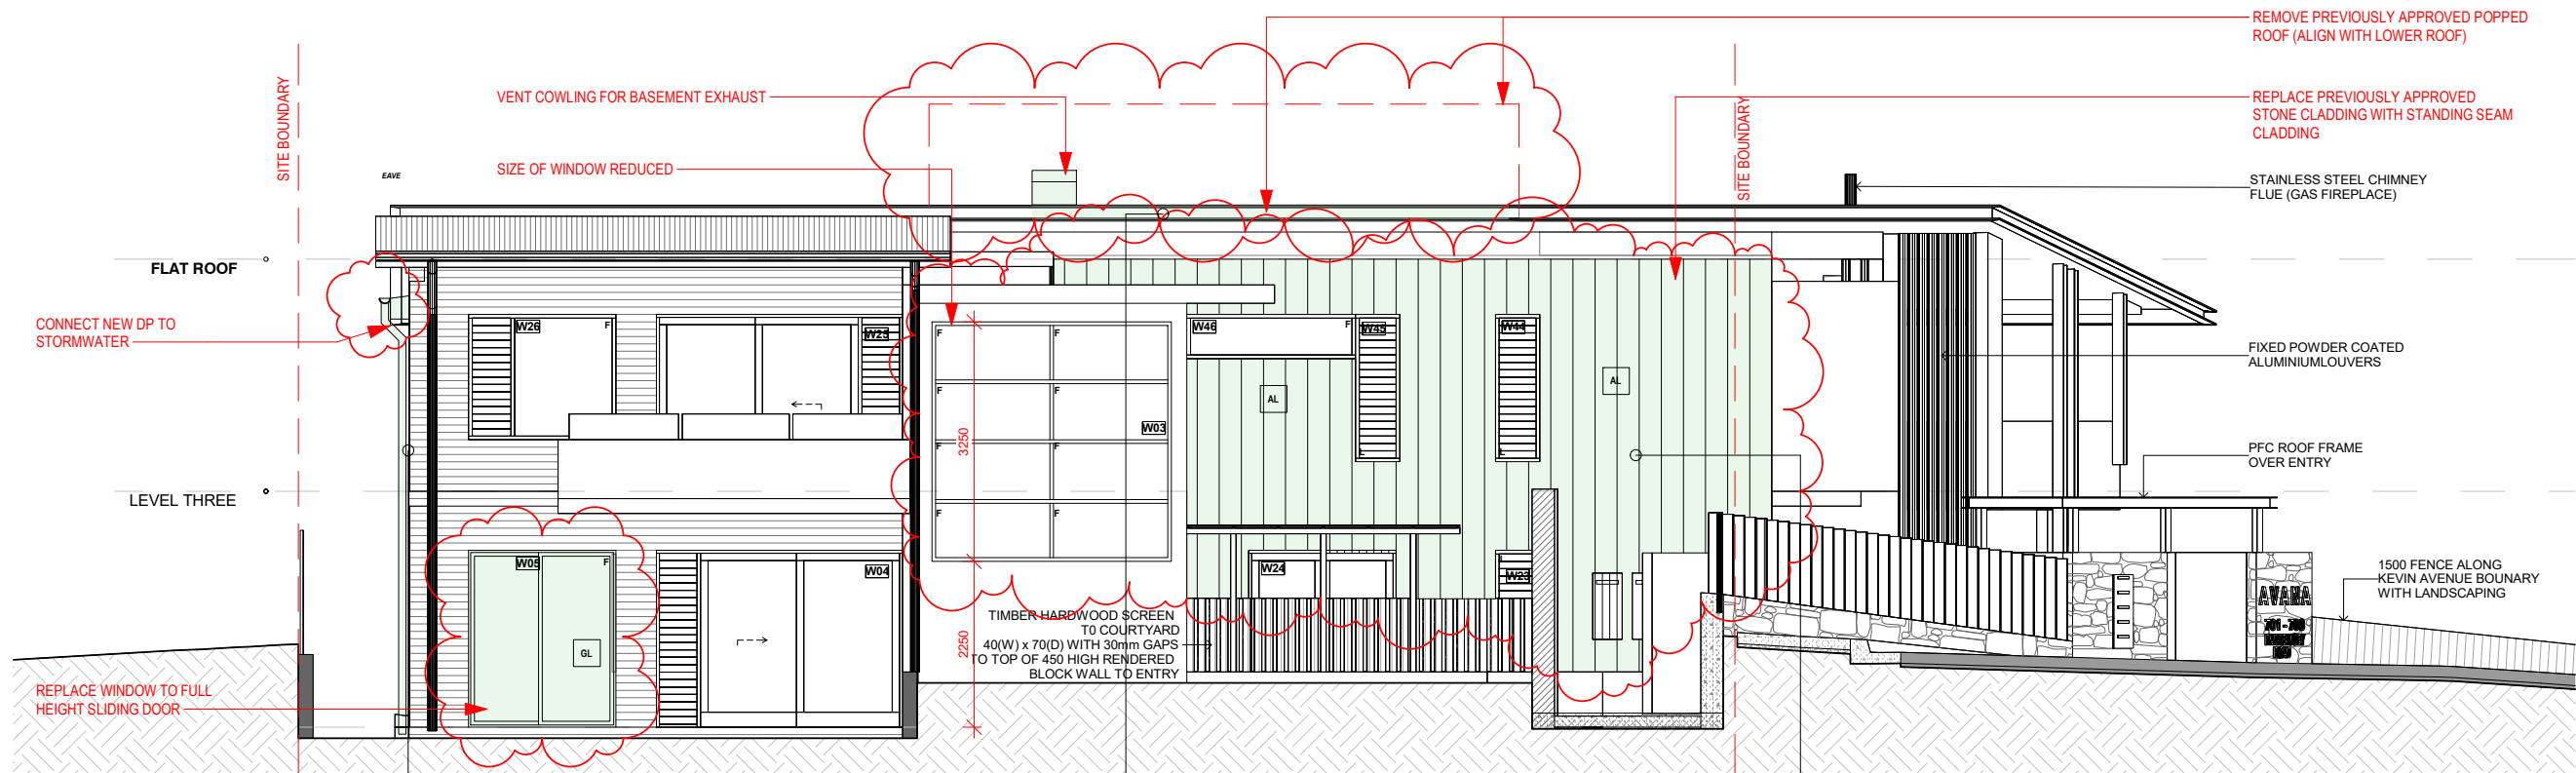 REMOVE PREVIOUSLY APPROVED POPPED
ROOF (ALIGN WITH LOWER ROOF)
VENT COWLING FOR BASEMENT EXHAUST
REPLACE PREVIOUSLY APPROVED
STONE CLADDING WITH STANDING SEAM
CLADDING
SITE BOUNDARY
SITE BOUNDARY
SIZE OF WINDOW REDUCED
EAVE
STAINLESS STEEL CHIMNEY
FLUE (GAS FIREPLACE)
FLAT ROOF
CONNECT NEW DP TO
STORMWATER
W26
F
W25
F
F
W46
F
W45
W44
FIXED POWDER COATED
ALUMINIUMLOUVERS
AL
AL
F
F
W03
3250
F
F
L
L
PFC ROOF FRAME
OVER ENTRY
LEVEL THREE
F
F
W05
F
W04
W24
W23
1500 FENCE ALONG
KEVIN AVENUE BOUNARY
WITH LANDSCAPING
AVAMA
TIMBER HARDWOOD SCREEN
T0 COURTYARD
40(W) x 70(D) WITH 30mm GAPS
TO TOP OF 450 HIGH RENDERED
BLOCK WALL TO ENTRY
2250
GL
REPLACE WINDOW TO FULL
HEIGHT SLIDING DOOR